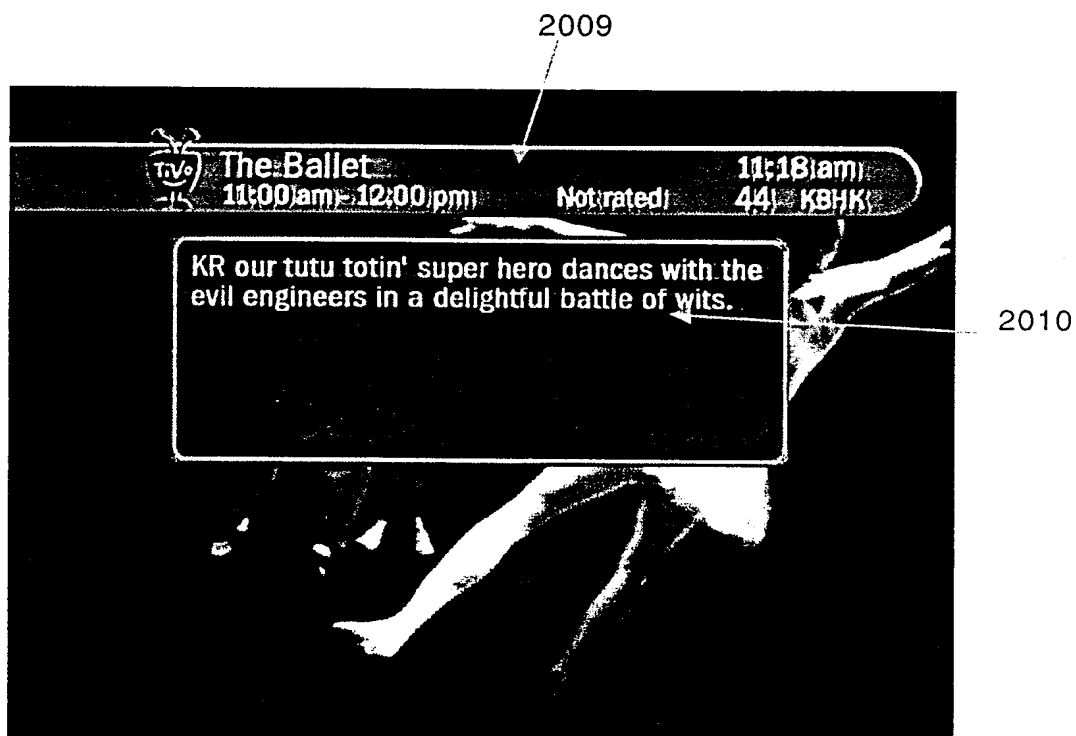 2009
TiVo
The Ballet 11:18 am
11:00 am - 12:00 pm Not rated 44 KBHK
KR our tutu totin' super hero dances with the
evil engineers in a delightful battle of wits.
2010